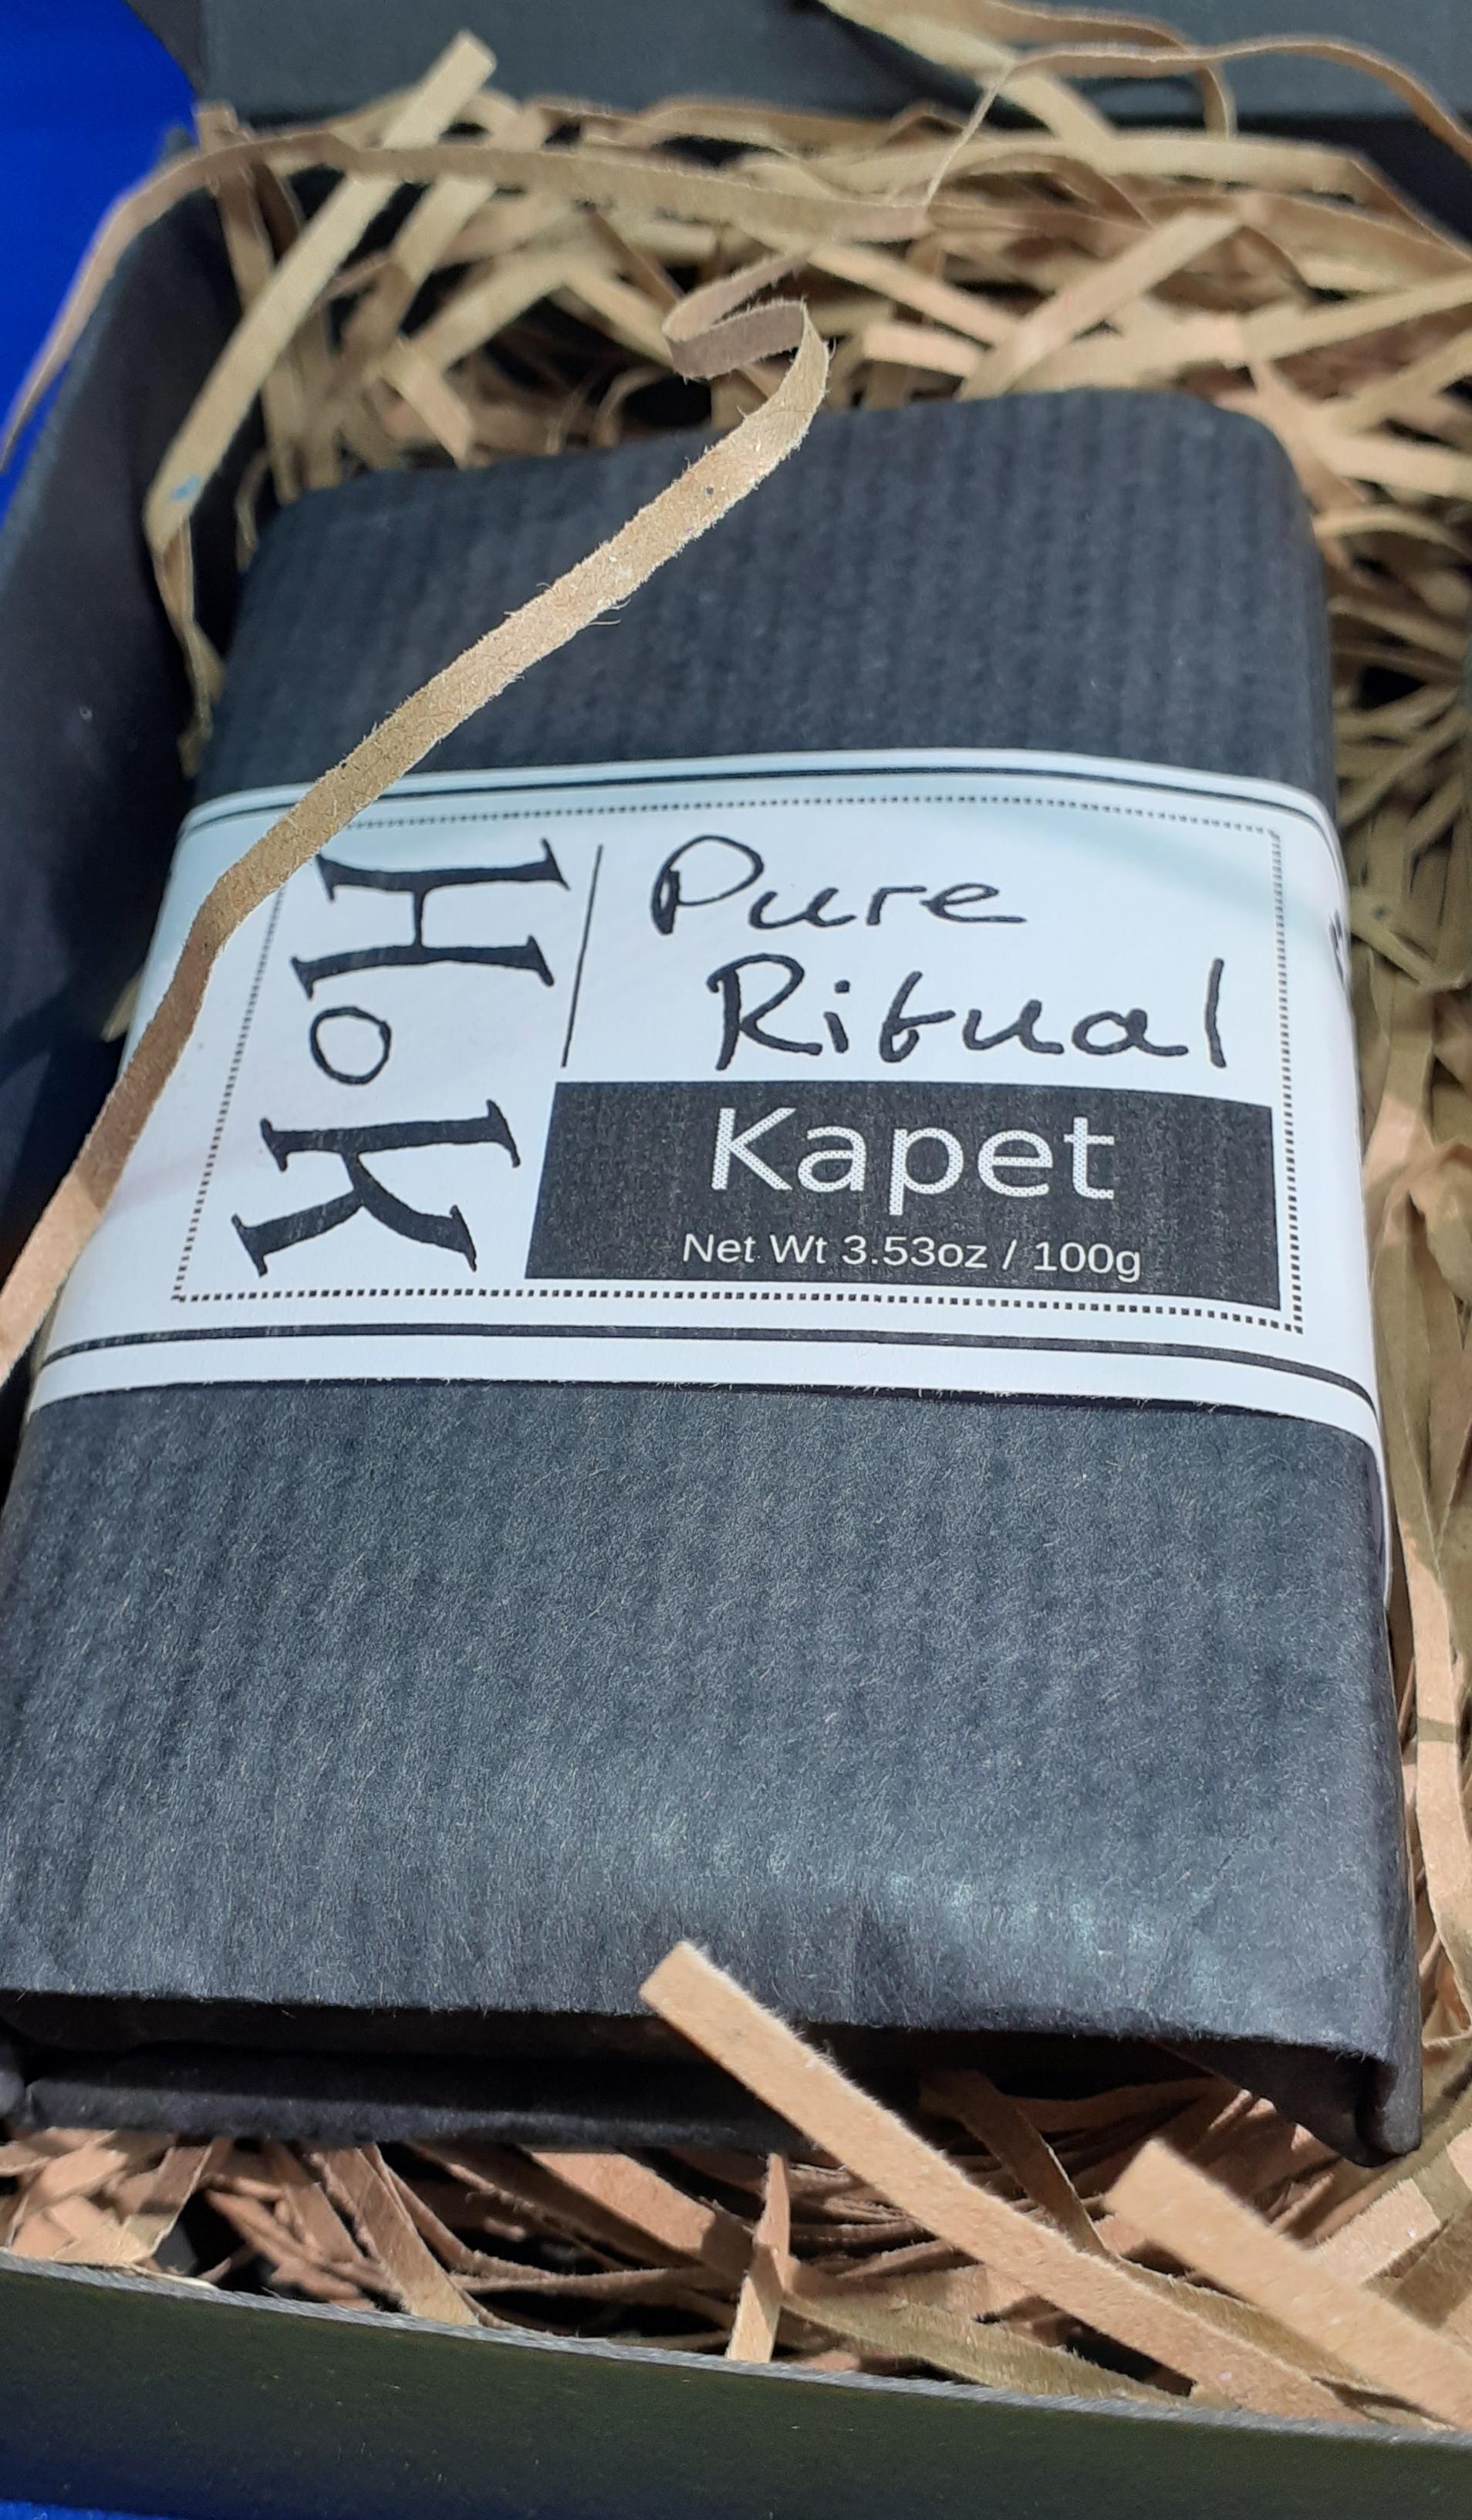 HoK
Pure
Ritual
Kapet
Net Wt 3.53oz / 100g